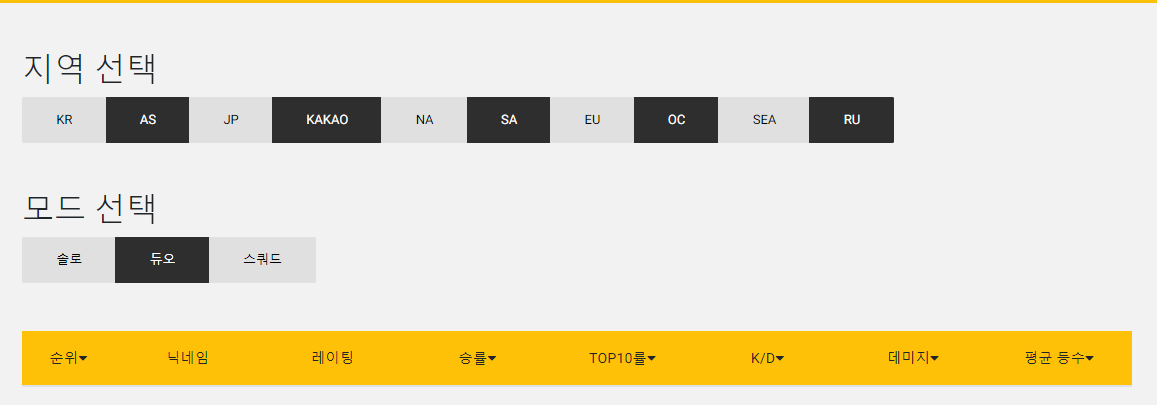 지역 선택
KR AS JP KAKAO NA SA EU OC SEA RU
모드 선택
솔로 듀오 스쿼드
순위 닉네임 레이팅 승률 TOP10률 K/D 데미지 평균 등수